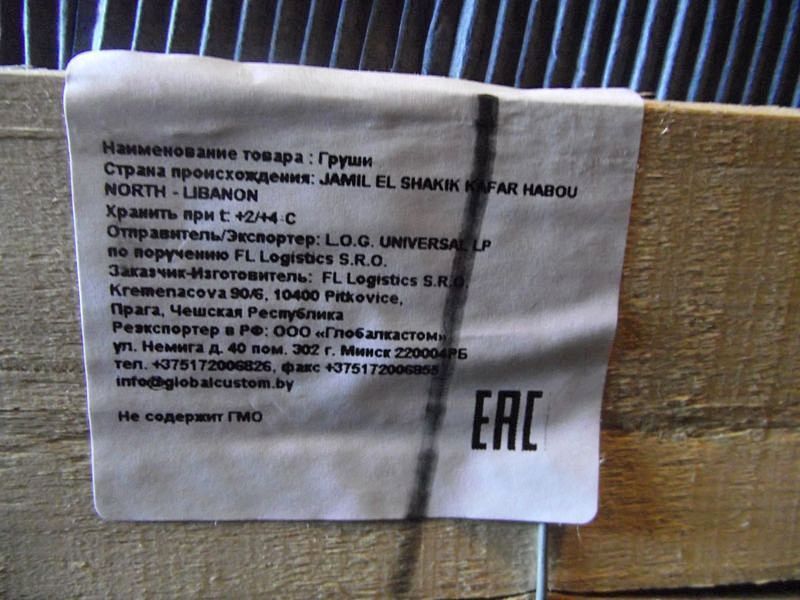 Наименование товара : Груши
Страна происхождения: JAMIL EL SHAKIK KAFAR HABOU
NORTH - LIBANON
Хранить при t: +2/+4 C
Отправитель/Экспортер: L.O.G. UNIVERSAL LP
по поручению FL Logistics S.R.O.
Заказчик-Изготовитель: FL Logistics S.R.O.
Kremenacova 90/6, 10400 Pitkovice,
Прага, Чешская Республика
Реэкспортер в РФ: ООО «Глобалкастом»
ул. Немига д. 40 пом. 302 г. Минск 220004РБ
тел. +375172006826, факс +375172006855
info@globalcustom.by
Не содержит ГМО
EAC